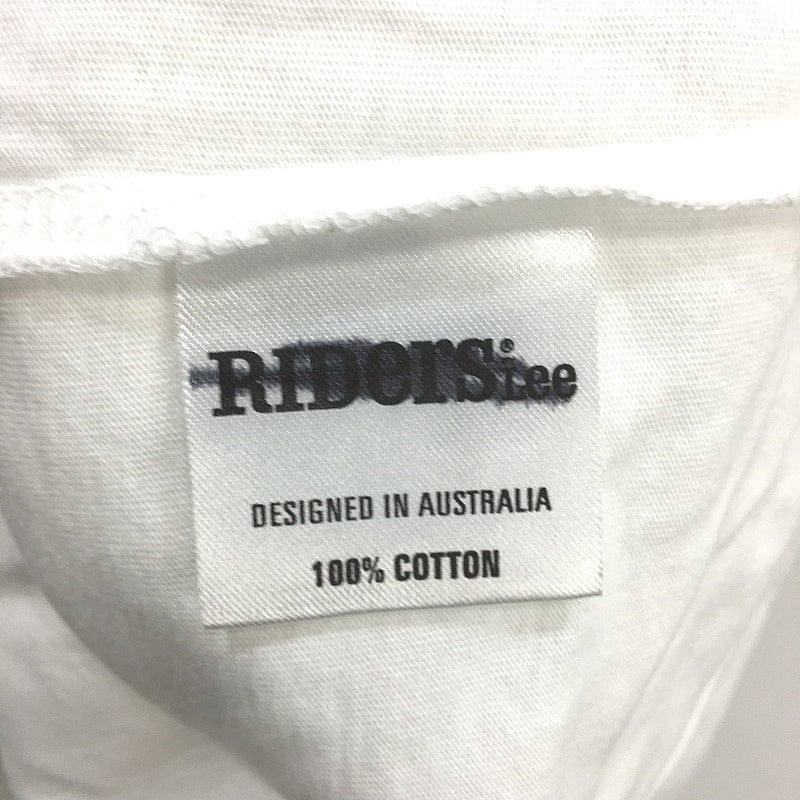 RIDers® Lee
DESIGNED IN AUSTRALIA
100% COTTON